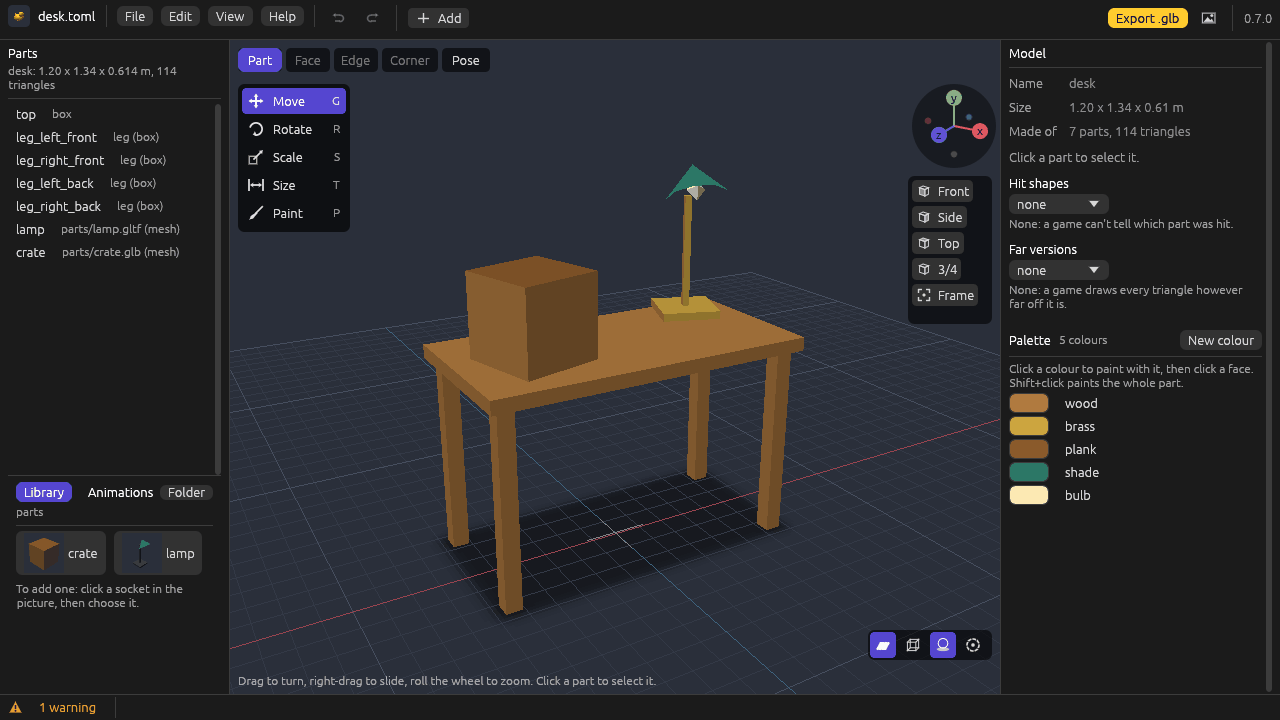 desk.toml File Edit View Help + Add Export .glb 0.7.0
Parts
desk: 1.20 x 1.34 x 0.614 m, 114
triangles
top box
leg_left_front leg (box)
leg_right_front leg (box)
leg_left_back leg (box)
leg_right_back leg (box)
lamp parts/lamp.gltf (mesh)
crate parts/crate.glb (mesh)
Library Animations Folder
parts
crate lamp
To add one: click a socket in the
picture, then choose it.
Part Face Edge Corner Pose
Move G
Rotate R
Scale S
Size T
Paint P
y
x
z
Front
Side
Top
3/4
Frame
Drag to turn, right-drag to slide, roll the wheel to zoom. Click a part to select it.
Model
Name desk
Size 1.20 x 1.34 x 0.61 m
Made of 7 parts, 114 triangles
Click a part to select it.
Hit shapes
none
None: a game can't tell which part was hit.
Far versions
none
None: a game draws every triangle however
far off it is.
Palette 5 colours New colour
Click a colour to paint with it, then click a face.
Shift+click paints the whole part.
wood
brass
plank
shade
bulb
1 warning